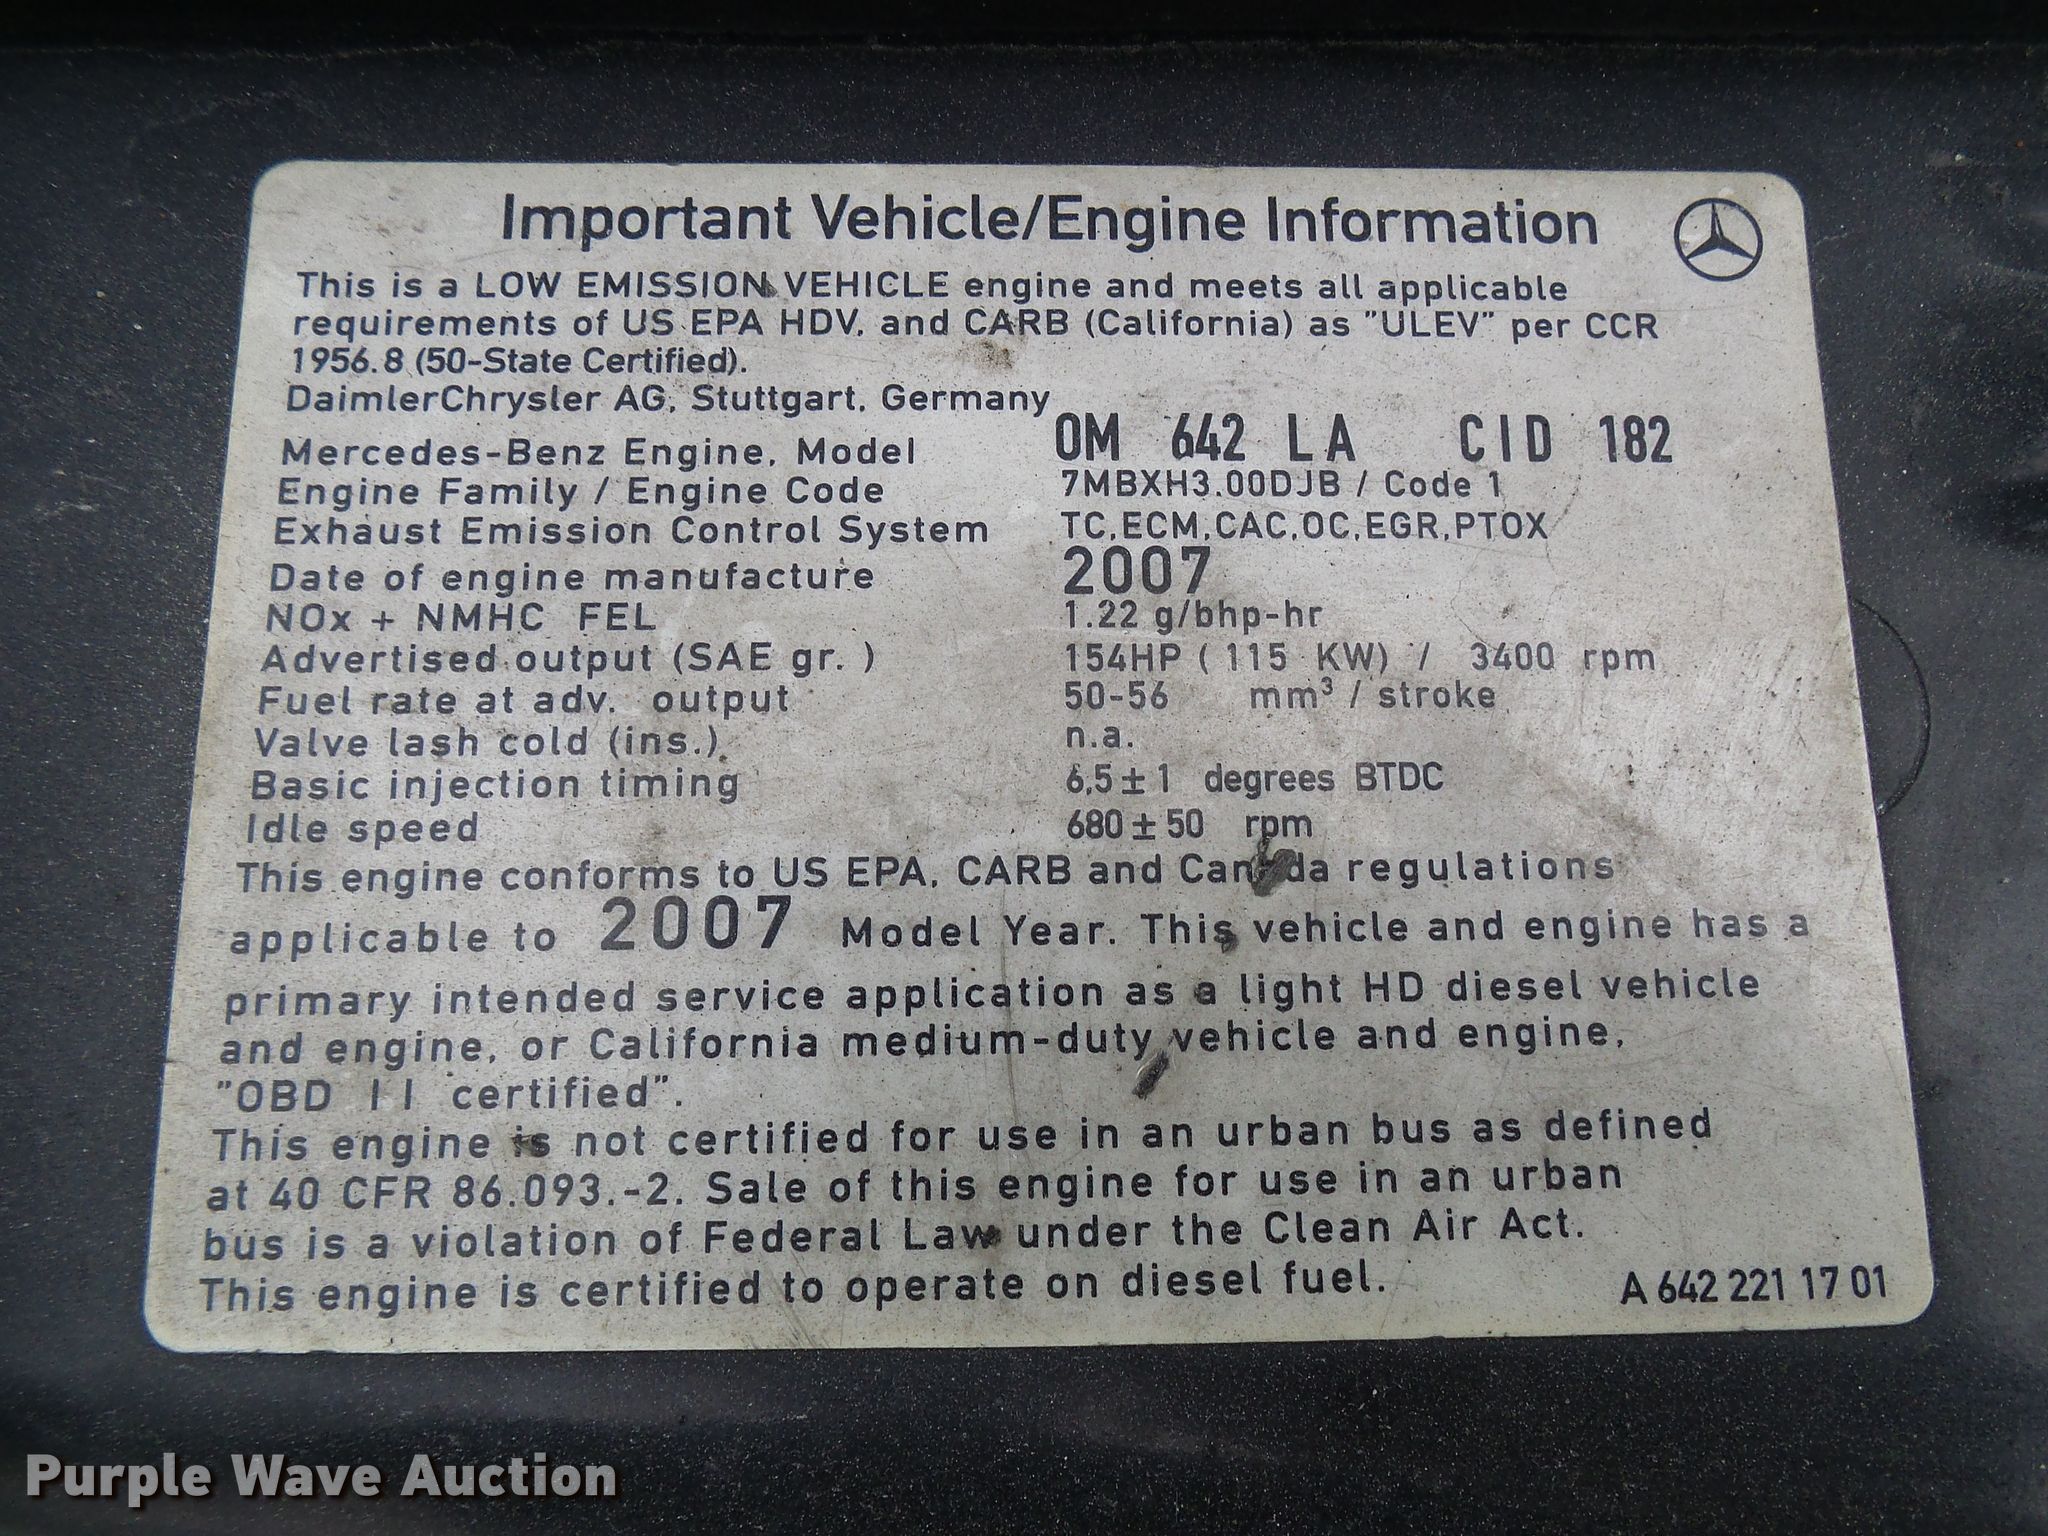 Important Vehicle/Engine Information
This is a LOW EMISSION VEHICLE engine and meets all applicable
requirements of US EPA HDV, and CARB (California) as "ULEV" per CCR
1956.8 (50-State Certified).
DaimlerChrysler AG, Stuttgart, Germany
Mercedes-Benz Engine, Model OM 642 LA CID 182
Engine Family / Engine Code 7MBXH3.00DJB / Code 1
Exhaust Emission Control System TC,ECM,CAC,OC,EGR,PTOX
Date of engine manufacture 2007
NOx + NMHC FEL 1.22 g/bhp-hr
Advertised output (SAE gr. ) 154HP ( 115 KW) / 3400 rpm
Fuel rate at adv. output 50-56 mm³ / stroke
Valve lash cold (ins.) n.a.
Basic injection timing 6,5 ± 1 degrees BTDC
Idle speed 680 ± 50 rpm
This engine conforms to US EPA, CARB and Canada regulations
applicable to 2007 Model Year. This vehicle and engine has a
primary intended service application as a light HD diesel vehicle
and engine, or California medium-duty vehicle and engine,
"OBD II certified".
This engine is not certified for use in an urban bus as defined
at 40 CFR 86.093.-2. Sale of this engine for use in an urban
bus is a violation of Federal Law under the Clean Air Act.
This engine is certified to operate on diesel fuel.
A 642 221 17 01
Purple Wave Auction